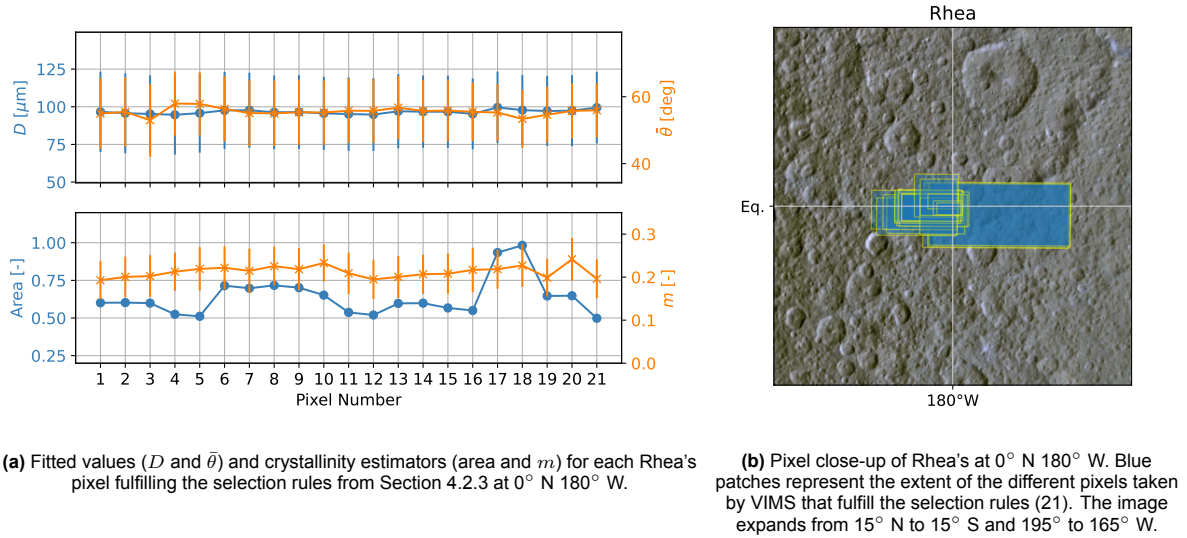 Rhea
125
100
75
50
D [μm]
60
40
θ̄ [deg]
1.00
0.75
0.50
0.25
Area [-]
0.3
0.2
0.1
0.0
m [-]
1 2 3 4 5 6 7 8 9 10 11 12 13 14 15 16 17 18 19 20 21
Pixel Number
Eq.
180°W
(a) Fitted values (D and θ̄) and crystallinity estimators (area and m) for each Rhea's
pixel fulfilling the selection rules from Section 4.2.3 at 0° N 180° W.
(b) Pixel close-up of Rhea's at 0° N 180° W. Blue
patches represent the extent of the different pixels taken
by VIMS that fulfill the selection rules (21). The image
expands from 15° N to 15° S and 195° to 165° W.